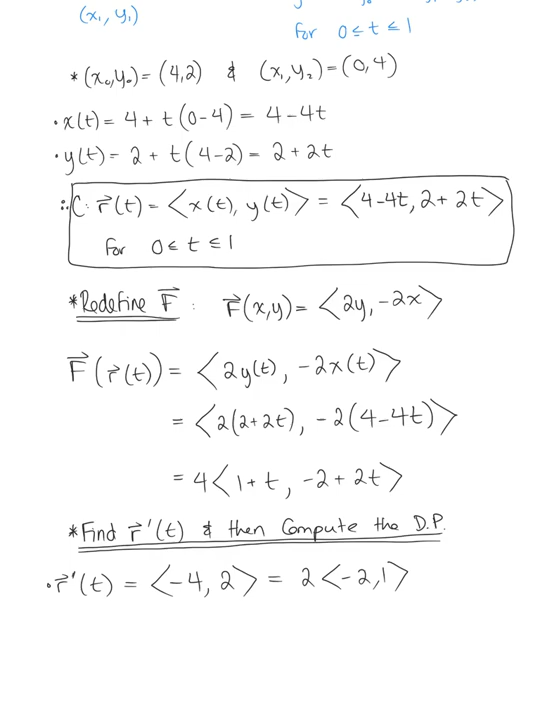 (x₁, y₁)
for 0 ≤ t ≤ 1
* (x₀, y₀) = (4,2) & (x₁, y₂) = (0,4)
• x(t) = 4 + t(0-4) = 4-4t
• y(t) = 2 + t(4-2) = 2+2t
∴ C: r⃗(t) = <x(t), y(t)> = <4-4t, 2+2t>
for 0 ≤ t ≤ 1
* Redefine F⃗ : F⃗(x,y) = <2y, -2x>
F⃗(r⃗(t)) = <2y(t), -2x(t)>
= <2(2+2t), -2(4-4t)>
= 4<1+t, -2+2t>
* Find r⃗'(t) & then Compute the D.P.
• r⃗'(t) = <-4, 2> = 2<-2,1>